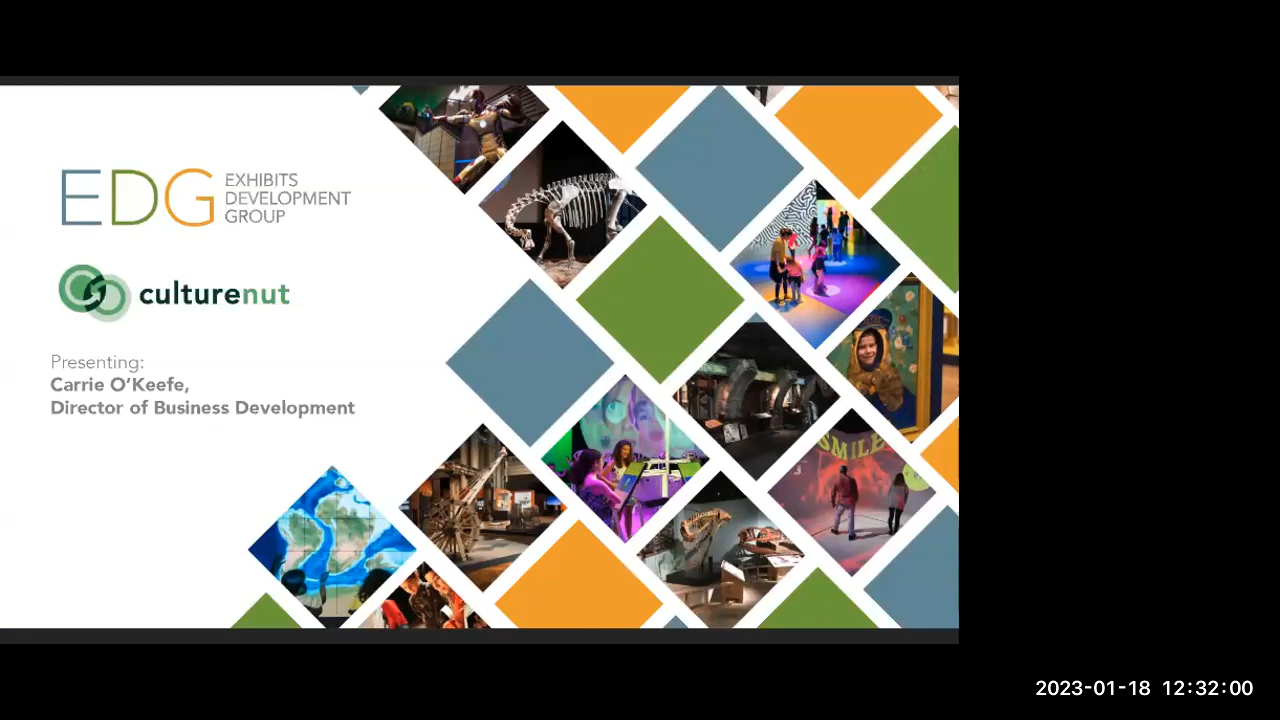 EDG
EXHIBITS
DEVELOPMENT
GROUP
culturenut
Presenting:
Carrie O'Keefe,
Director of Business Development
SMILE
2023-01-18 12:32:00